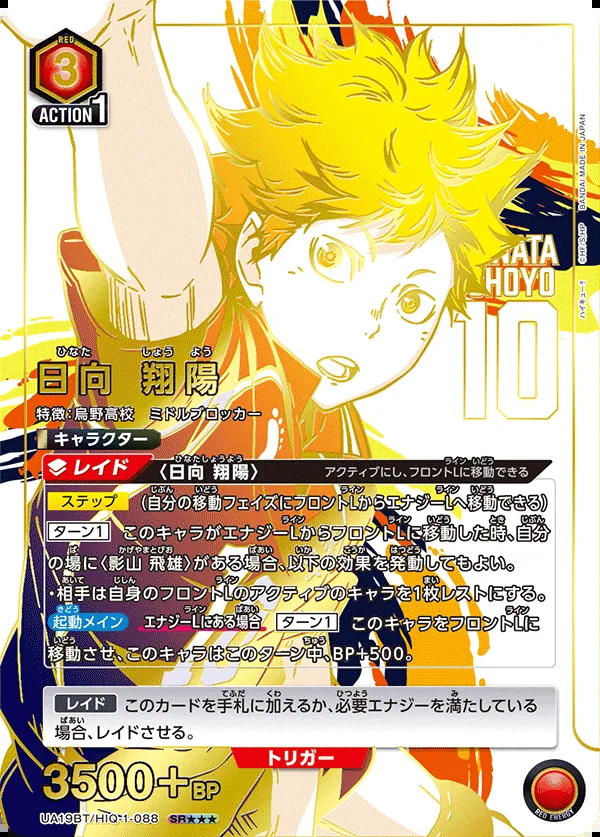 RED
3
ACTION1
©HF/S,HP BANDAI MADE IN JAPAN
ハイキュー!!
NATA
HOYO
10
ひなた しょう よう
日向 翔陽
特徴:烏野高校 ミドルブロッカー
キャラクター
レイド 〈日向 翔陽〉 アクティブにし、フロントLに移動できる
ステップ (自分の移動フェイズにフロントLからエナジーLへ移動できる)
ターン1 このキャラがエナジーLからフロントLに移動した時、自分
の場に〈影山 飛雄〉がある場合、以下の効果を発動してもよい。
・相手は自身のフロントLのアクティブのキャラを1枚レストにする。
起動メイン エナジーLにある場合 ターン1 このキャラをフロントLに
移動させ、このキャラはこのターン中、BP+500。
レイド このカードを手札に加えるか、必要エナジーを満たしている
場合、レイドさせる。
トリガー
3500+BP
UA19BT/HIQ-1-088 SR★★★
RED ENERGY